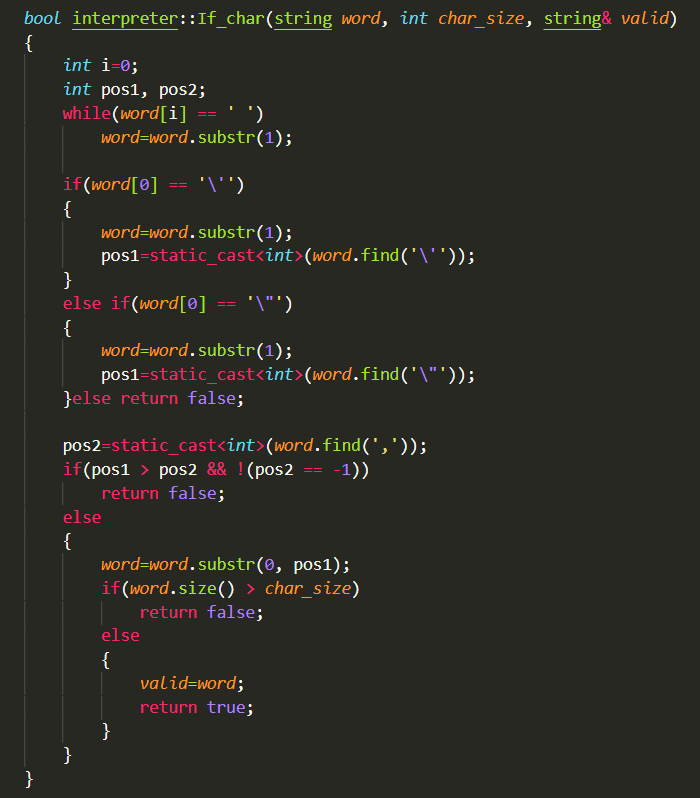 bool interpreter::If_char(string word, int char_size, string& valid)
{
    int i=0;
    int pos1, pos2;
    while(word[i] == ' ')
        word=word.substr(1);

    if(word[0] == '\'')
    {
        word=word.substr(1);
        pos1=static_cast<int>(word.find('\''));
    }
    else if(word[0] == '\"')
    {
        word=word.substr(1);
        pos1=static_cast<int>(word.find('\"'));
    }else return false;

    pos2=static_cast<int>(word.find(','));
    if(pos1 > pos2 && !(pos2 == -1))
        return false;
    else
    {
        word=word.substr(0, pos1);
        if(word.size() > char_size)
            return false;
        else
        {
            valid=word;
            return true;
        }
    }
}